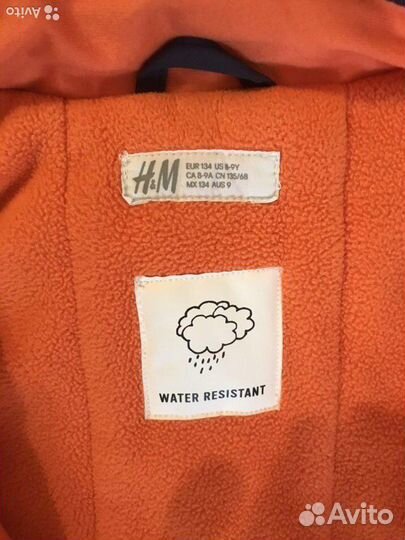 Avito
H&M
EUR 134 US 8-9Y
CA 8-9A CN 135/68
MX 134 AUS 9
WATER RESISTANT
Avito